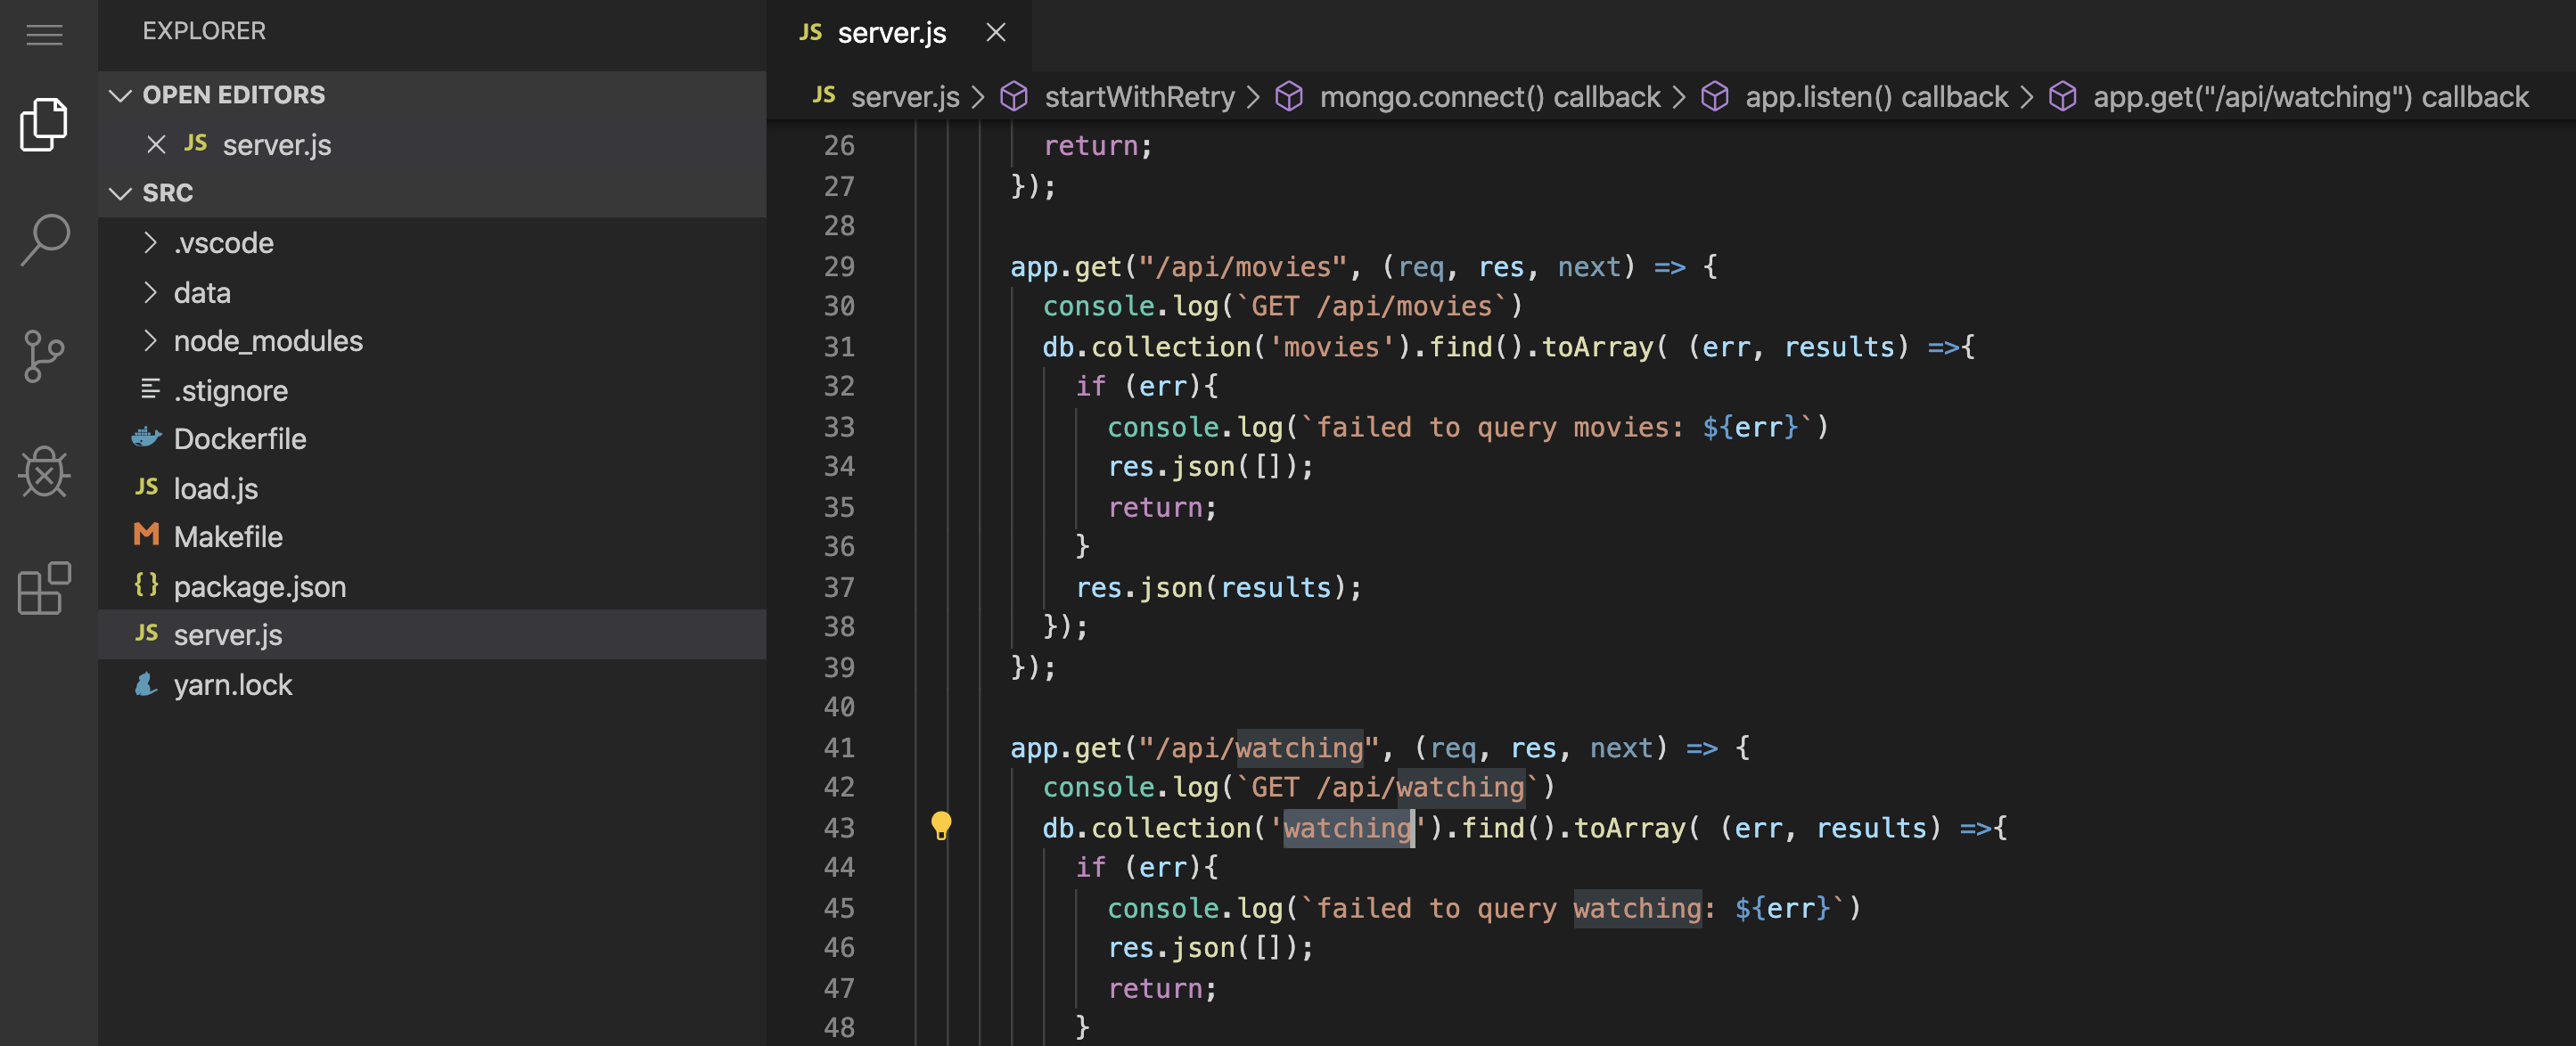 EXPLORER
OPEN EDITORS
JS server.js
SRC
.vscode
data
node_modules
.stignore
Dockerfile
JS load.js
M Makefile
{} package.json
JS server.js
yarn.lock
JS server.js
JS server.js > startWithRetry > mongo.connect() callback > app.listen() callback > app.get("/api/watching") callback
26 return;
27 });
28
29 app.get("/api/movies", (req, res, next) => {
30 console.log(`GET /api/movies`)
31 db.collection('movies').find().toArray( (err, results) =>{
32 if (err){
33 console.log(`failed to query movies: ${err}`)
34 res.json([]);
35 return;
36 }
37 res.json(results);
38 });
39 });
40
41 app.get("/api/watching", (req, res, next) => {
42 console.log(`GET /api/watching`)
43 db.collection('watching').find().toArray( (err, results) =>{
44 if (err){
45 console.log(`failed to query watching: ${err}`)
46 res.json([]);
47 return;
48 }